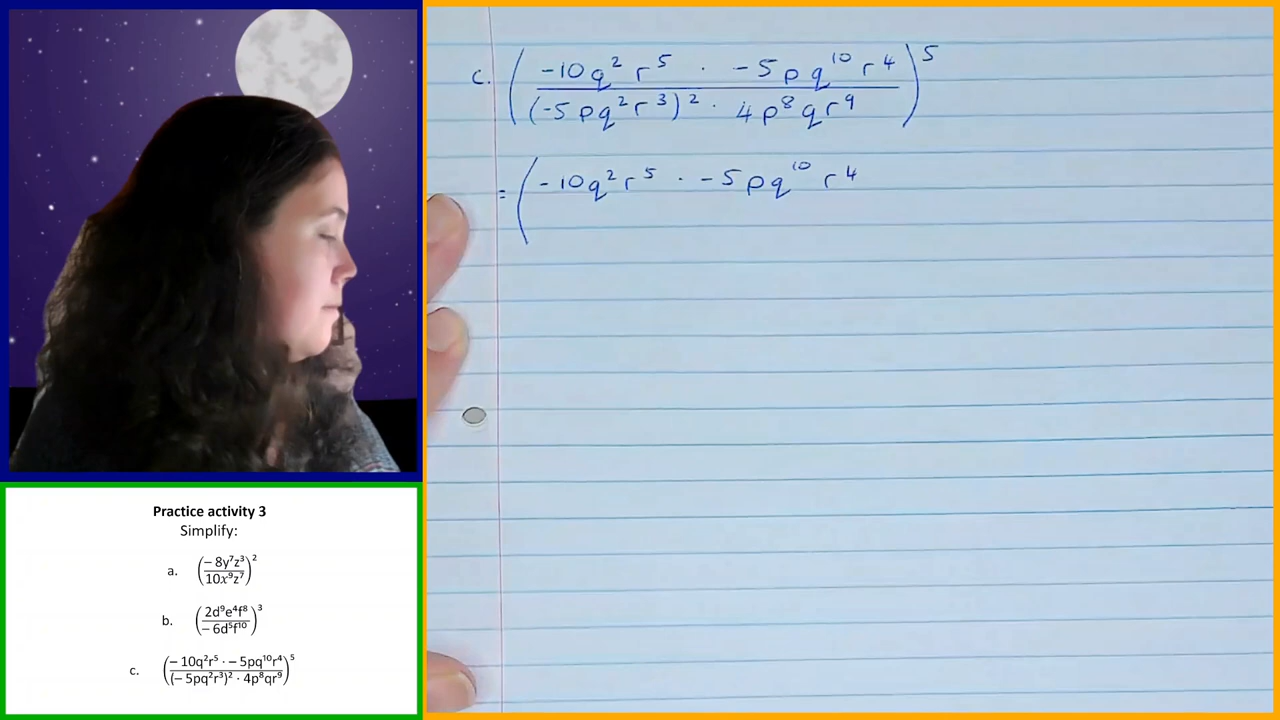 c. ( -10q²r⁵ · -5pq¹⁰r⁴ )⁵
(-5pq²r³)² · 4p⁸qr⁹
= ( -10q²r⁵ · -5pq¹⁰r⁴
Practice activity 3
Simplify:
a. ( -8y⁷z³ / 10x⁹z⁷ )²
b. ( 2d⁹e⁴f⁸ / -6d⁵f¹⁰ )³
c. ( -10q²r⁵ · -5pq¹⁰r⁴ / (-5pq²r³)² · 4p⁸qr⁹ )⁵